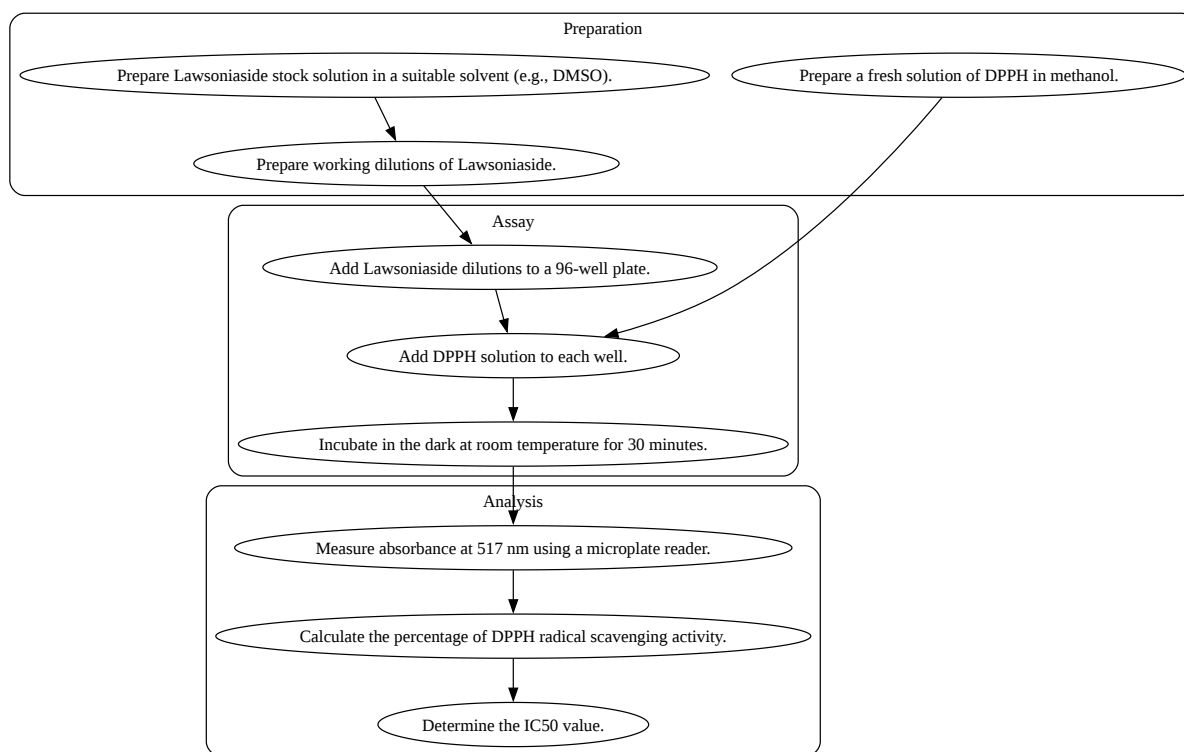 Preparation
Prepare Lawsoniaside stock solution in a suitable solvent (e.g., DMSO).
Prepare a fresh solution of DPPH in methanol.
Prepare working dilutions of Lawsoniaside.
Assay
Add Lawsoniaside dilutions to a 96-well plate.
Add DPPH solution to each well.
Incubate in the dark at room temperature for 30 minutes.
Analysis
Measure absorbance at 517 nm using a microplate reader.
Calculate the percentage of DPPH radical scavenging activity.
Determine the IC50 value.